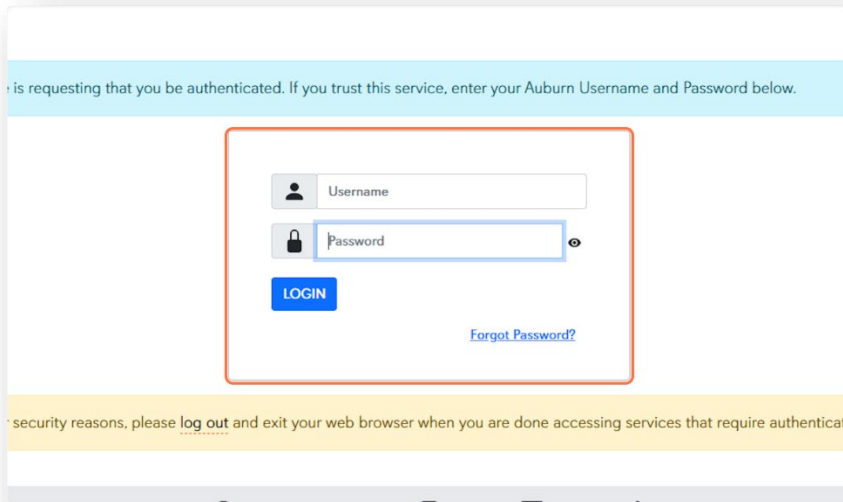 is requesting that you be authenticated. If you trust this service, enter your Auburn Username and Password below.
Username
Password
LOGIN
Forgot Password?
security reasons, please log out and exit your web browser when you are done accessing services that require